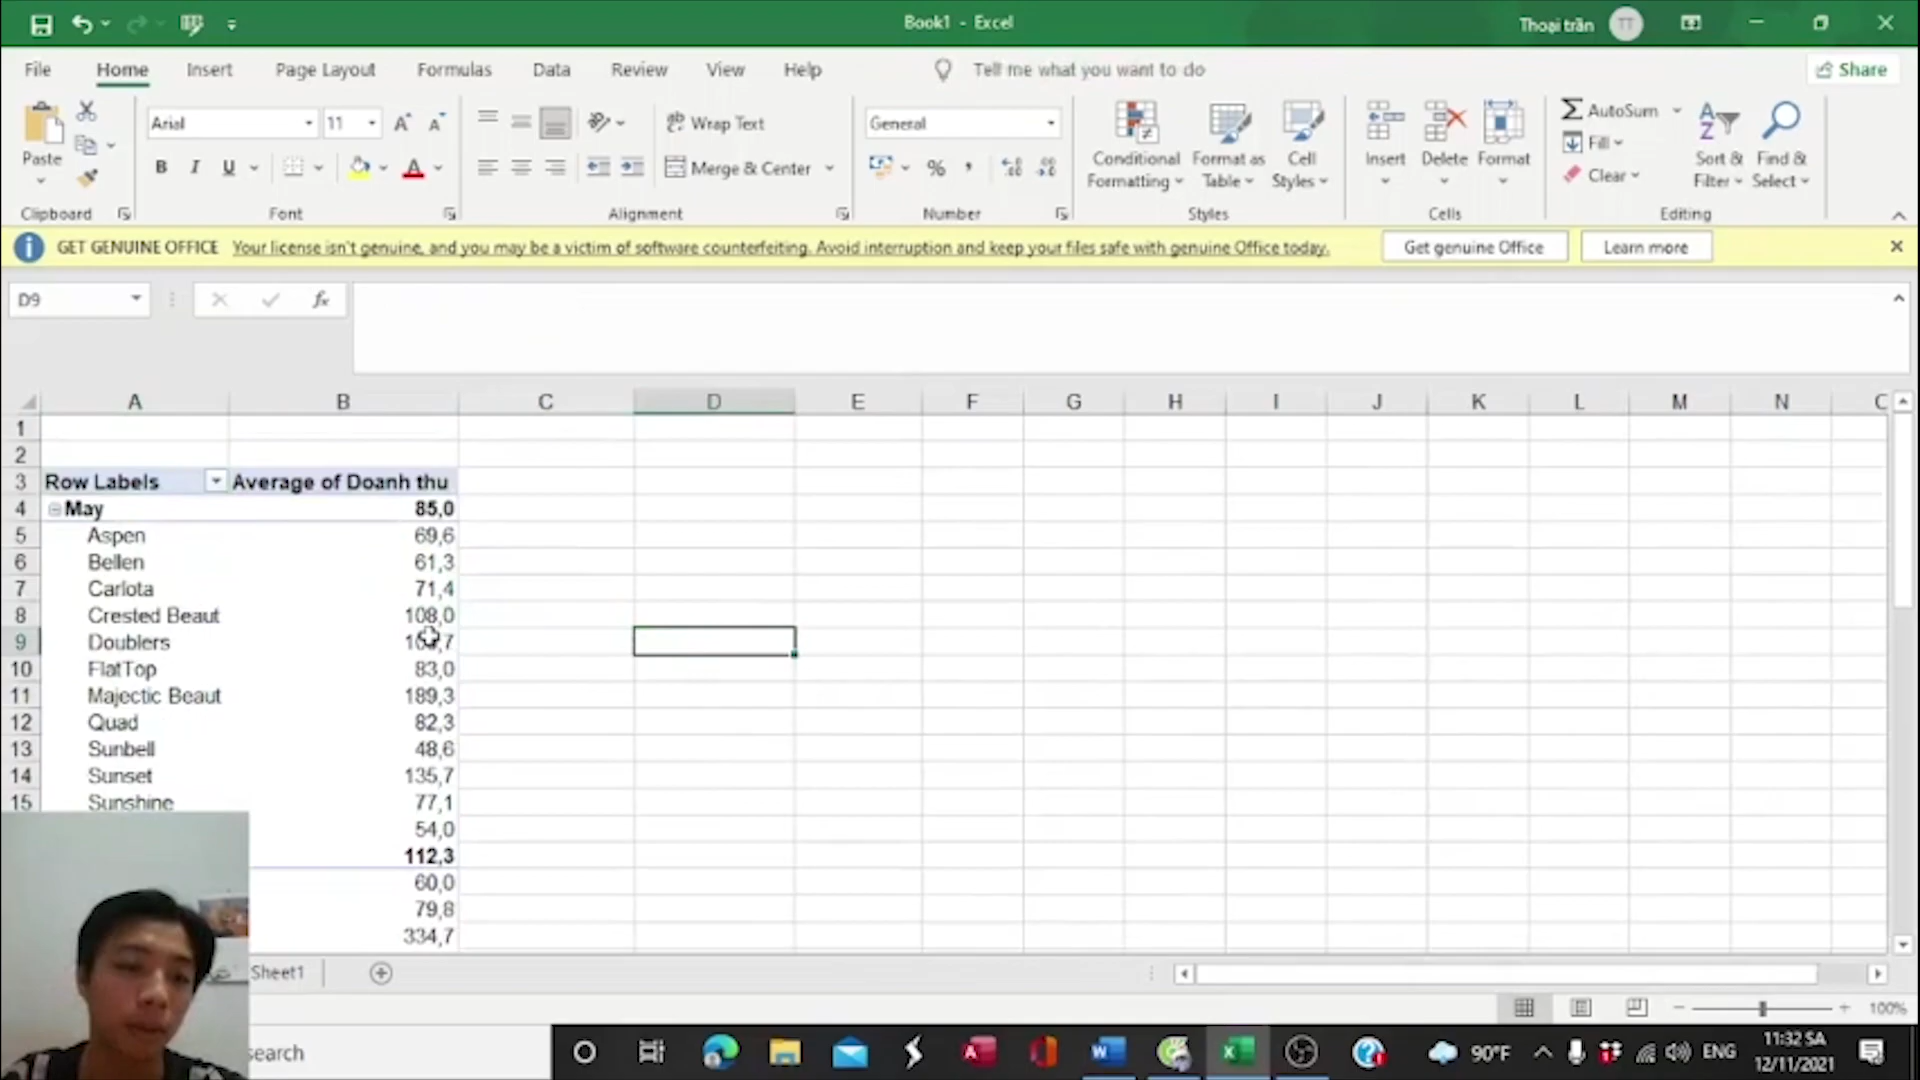 Book1 - Excel
Thoại trần TT
File Home Insert Page Layout Formulas Data Review View Help Tell me what you want to do Share
Paste
Clipboard
Arial 11
B I U
Font
Wrap Text
Merge & Center
Alignment
General
Number
Conditional Formatting
Format as Table
Cell Styles
Styles
Insert
Delete
Format
Cells
AutoSum
Fill
Clear
Sort & Filter
Find & Select
Editing
GET GENUINE OFFICE Your license isn't genuine, and you may be a victim of software counterfeiting. Avoid interruption and keep your files safe with genuine Office today. Get genuine Office Learn more
D9 fx
A B C D E F G H I J K L M N
1
2
3 Row Labels Average of Doanh thu
4 May 85,0
5 Aspen 69,6
6 Bellen 61,3
7 Carlota 71,4
8 Crested Beaut 108,0
9 Doublers
10 FlatTop 83,0
11 Majectic Beaut 189,3
12 Quad 82,3
13 Sunbell 48,6
14 Sunset 135,7
15 Sunshine 77,1
54,0
112,3
60,0
79,8
334,7
Sheet1
100%
search
90°F ENG
11:32 SA
12/11/2021